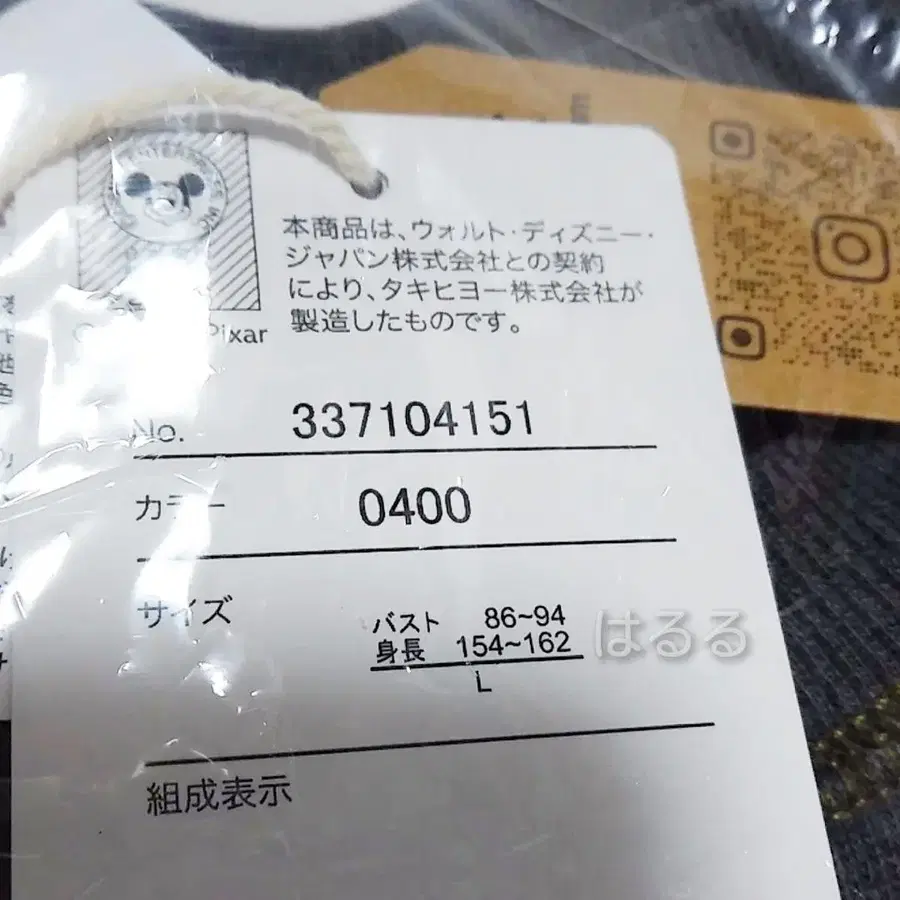 本商品は、ウォルト・ディズニー・
ジャパン株式会社との契約
により、タキヒヨー株式会社が
製造したものです。
Pixar
No. 337104151
カラー 0400
サイズ
バスト 86~94
身長 154~162
L
はるる
組成表示